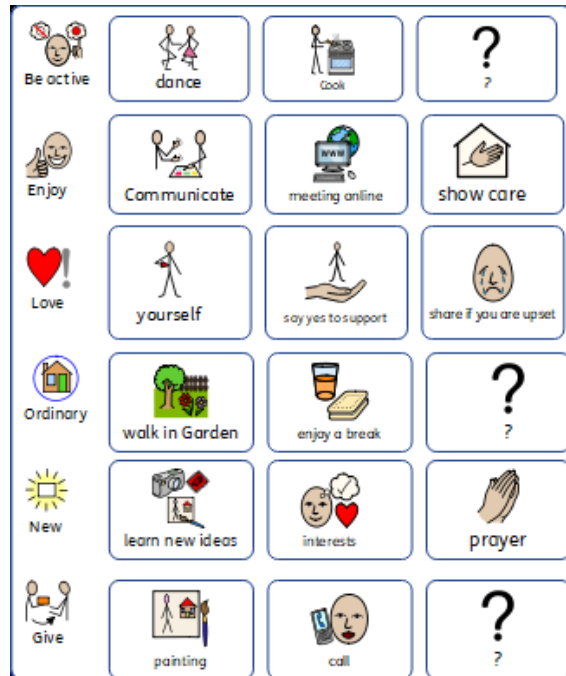 Be active
dance
Cook
?
?
Enjoy
Communicate
www
meeting online
show care
Love
!
yourself
say yes to support
share if you are upset
Ordinary
walk in Garden
enjoy a break
?
?
New
learn new ideas
interests
prayer
Give
painting
call
?
?